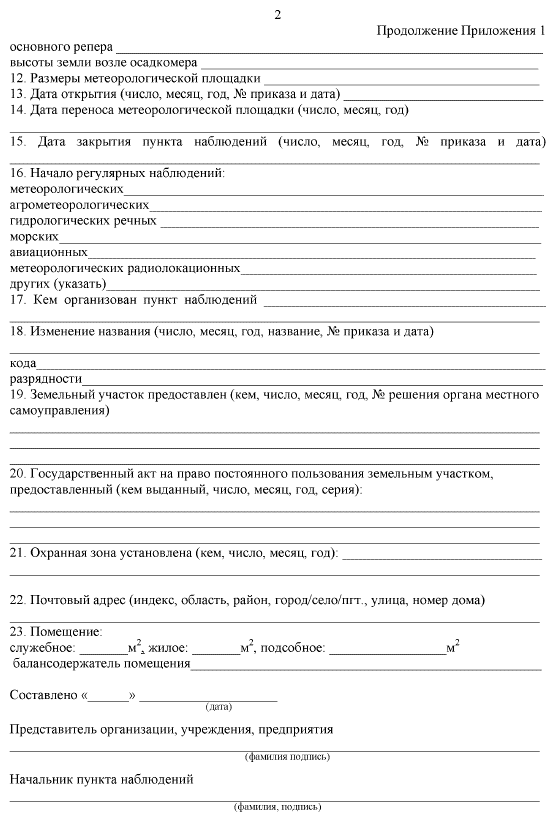 2
Продолжение Приложения 1
основного репера
высоты земли возле осадкомера
12. Размеры метеорологической площадки
13. Дата открытия (число, месяц, год, № приказа и дата)
14. Дата переноса метеорологической площадки (число, месяц, год)
15. Дата закрытия пункта наблюдений (число, месяц, год, № приказа и дата)
16. Начало регулярных наблюдений:
метеорологических
агрометеорологических
гидрологических речных
морских
авиационных
метеорологических радиолокационных
других (указать)
17. Кем организован пункт наблюдений
18. Изменение названия (число, месяц, год, название, № приказа и дата)
кода
разрядности
19. Земельный участок предоставлен (кем, число, месяц, год, № решения органа местного
самоуправления)
20. Государственный акт на право постоянного пользования земельным участком,
предоставленный (кем выданный, число, месяц, год, серия):
21. Охранная зона установлена (кем, число, месяц, год):
22. Почтовый адрес (индекс, область, район, город/село/пгт., улица, номер дома)
23. Помещение:
служебное: _______м², жилое: _______м², подсобное: _________________м²
балансодержатель помещения
Составлено «______» _____________________
(дата)
Представитель организации, учреждения, предприятия
(фамилия подпись)
Начальник пункта наблюдений
(фамилия, подпись)